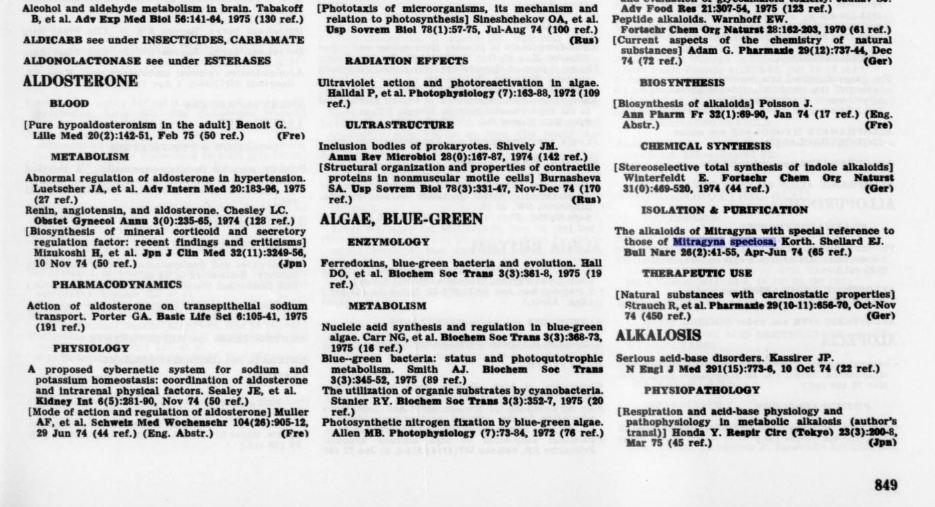 Alcohol and aldehyde metabolism in brain. Tabakoff
B, et al. Adv Exp Med Biol 56:141-64, 1975 (130 ref.)
ALDICARB see under INSECTICIDES, CARBAMATE
ALDONOLACTONASE see under ESTERASES
ALDOSTERONE
BLOOD
[Pure hypoaldosteronism in the adult] Benoit G.
Lille Med 20(2):142-51, Feb 75 (50 ref.) (Fre)
METABOLISM
Abnormal regulation of aldosterone in hypertension.
Luetscher JA, et al. Adv Intern Med 20:183-96, 1975
(27 ref.)
Renin, angiotensin, and aldosterone. Chesley LC.
Obstet Gynecol Annu 3(0):235-65, 1974 (128 ref.)
[Biosynthesis of mineral corticoid and secretory
regulation factor: recent findings and criticisms]
Mizukoshi H, et al. Jpn J Clin Med 32(11):3249-56,
10 Nov 74 (50 ref.) (Jpn)
PHARMACODYNAMICS
Action of aldosterone on transepithelial sodium
transport. Porter GA. Basic Life Sci 6:105-41, 1975
(191 ref.)
PHYSIOLOGY
A proposed cybernetic system for sodium and
potassium homeostasis: coordination of aldosterone
and intrarenal physical factors. Sealey JE, et al.
Kidney Int 6(5):281-90, Nov 74 (50 ref.)
[Mode of action and regulation of aldosterone] Muller
AF, et al. Schweiz Med Wochenschr 104(26):905-12,
29 Jun 74 (44 ref.) (Eng. Abstr.) (Fre)
[Phototaxis of microorganisms, its mechanism and
relation to photosynthesis] Sineshchekov OA, et al.
Usp Sovrem Biol 78(1):57-75, Jul-Aug 74 (100 ref.)
(Rus)
RADIATION EFFECTS
Ultraviolet action and photoreactivation in algae.
Halldal P, et al. Photophysiology (7):163-88, 1972 (109
ref.)
ULTRASTRUCTURE
Inclusion bodies of prokaryotes. Shively JM.
Annu Rev Microbiol 28(0):167-87, 1974 (142 ref.)
[Structural organization and properties of contractile
proteins in nonmuscular motile cells] Burnasheva
SA. Usp Sovrem Biol 78(3):331-47, Nov-Dec 74 (170
ref.) (Rus)
ALGAE, BLUE-GREEN
ENZYMOLOGY
Ferredoxins, blue-green bacteria and evolution. Hall
DO, et al. Biochem Soc Trans 3(3):361-8, 1975 (19
ref.)
METABOLISM
Nucleic acid synthesis and regulation in blue-green
algae. Carr NG, et al. Biochem Soc Trans 3(3):368-73,
1975 (16 ref.)
Blue--green bacteria: status and photoqutotrophic
metabolism. Smith AJ. Biochem Soc Trans
3(3):345-52, 1975 (89 ref.)
The utilization of organic substrates by cyanobacteria.
Stanier RY. Biochem Soc Trans 3(3):352-7, 1975 (20
ref.)
Photosynthetic nitrogen fixation by blue-green algae.
Allen MB. Photophysiology (7):73-84, 1972 (76 ref.)
Adv Food Res 21:307-54, 1975 (123 ref.)
Peptide alkaloids. Warnhoff EW.
Fortschr Chem Org Naturst 28:162-203, 1970 (61 ref.)
[Current aspects of the chemistry of natural
substances] Adam G. Pharmazie 29(12):737-44, Dec
74 (72 ref.) (Ger)
BIOSYNTHESIS
[Biosynthesis of alkaloids] Poisson J.
Ann Pharm Fr 32(1):69-90, Jan 74 (17 ref.) (Eng.
Abstr.) (Fre)
CHEMICAL SYNTHESIS
[Stereoselective total synthesis of indole alkaloids]
Winterfeldt E. Fortschr Chem Org Naturst
31(0):469-520, 1974 (44 ref.) (Ger)
ISOLATION & PURIFICATION
The alkaloids of Mitragyna with special reference to
those of Mitragyna speciosa, Korth. Shellard EJ.
Bull Narc 26(2):41-55, Apr-Jun 74 (65 ref.)
THERAPEUTIC USE
[Natural substances with carcinostatic properties]
Strauch R, et al. Pharmazie 29(10-11):656-70, Oct-Nov
74 (450 ref.) (Ger)
ALKALOSIS
Serious acid-base disorders. Kassirer JP.
N Engl J Med 291(15):773-6, 10 Oct 74 (22 ref.)
PHYSIOPATHOLOGY
[Respiration and acid-base physiology and
pathophysiology in metabolic alkalosis (author's
transl)] Honda Y. Respir Circ (Tokyo) 23(3):200-8,
Mar 75 (45 ref.) (Jpn)
849